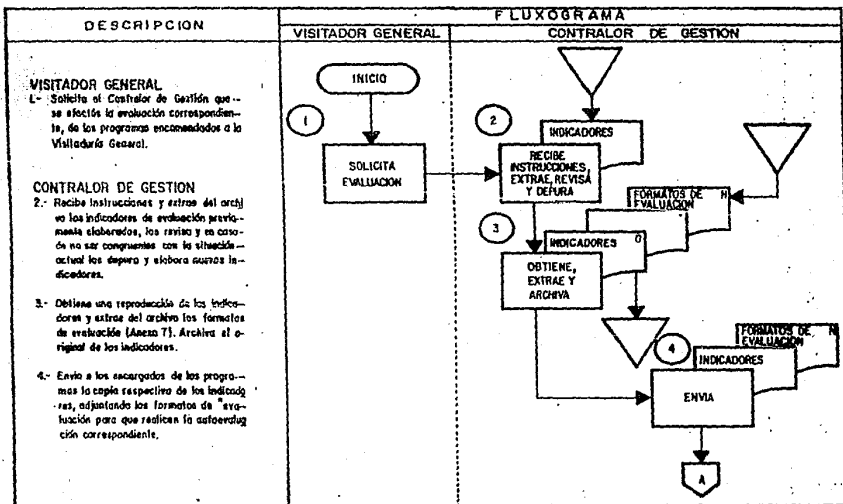 DESCRIPCION
FLUXOGRAMA
VISITADOR GENERAL
CONTRALOR DE GESTION
VISITADOR GENERAL
1.- Solicita al Contralor de Gestión que --
se efectúe la evaluación correspondien-
te, de los programas encomendados a la
Visitaduría General.
CONTRALOR DE GESTION
2.- Recibe instrucciones y extrae del archi
vo los indicadores de evaluación previa-
mente elaborados, los revisa y en caso-
de no ser congruentes con la situación-
actual los depura y elabora nuevos in-
dicadores.
3.- Obtiene una reproducción de los indica-
dores y extrae del archivo los formatos
de evaluación (Anexo 7). Archiva el o-
riginal de los indicadores.
4.- Envía a los encargados de los progra--
mas la copia respectiva de los indicado
res, adjuntando los formatos de "eva-
luación para que realicen la autoevalua
ción correspondiente.
INICIO
1
SOLICITA
EVALUACION
2
INDICADORES
RECIBE
INSTRUCCIONES,
EXTRAE, REVISA
Y DEPURA
FORMATOS DE N
EVALUACION
3
INDICADORES O
OBTIENE,
EXTRAE Y
ARCHIVA
4
FORMATOS DE N
EVALUACION
INDICADORES
ENVIA
A